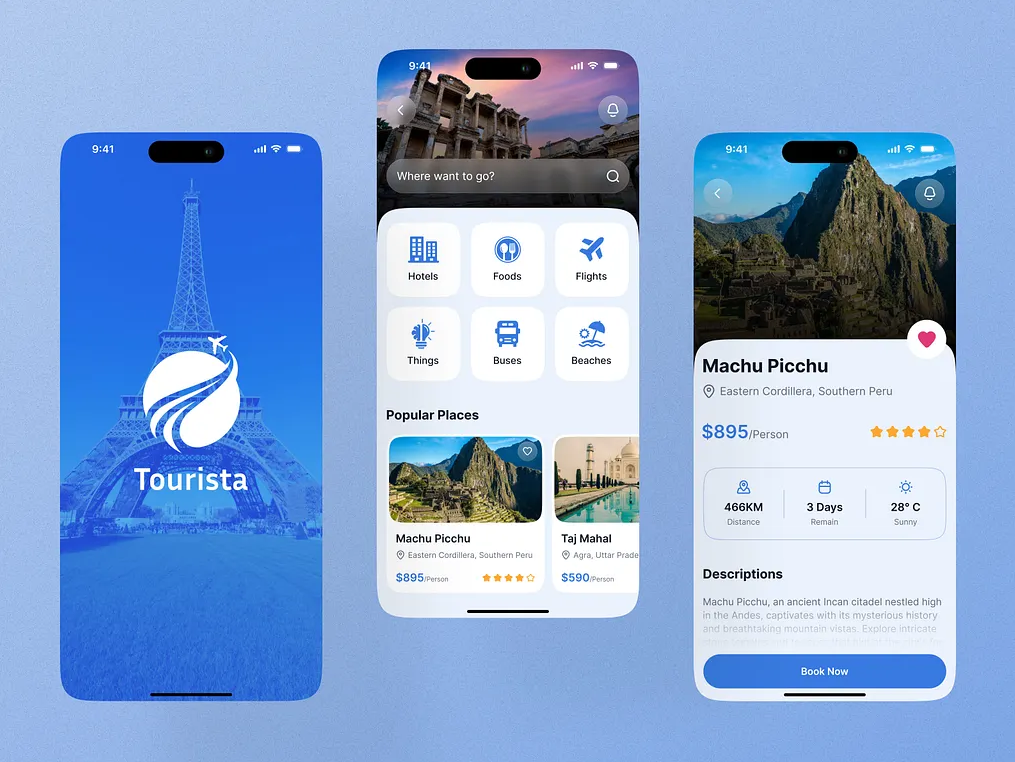 9:41
Tourista
9:41
Where want to go?
Hotels
Foods
Flights
Things
Buses
Beaches
Popular Places
Machu Picchu
Eastern Cordillera, Southern Peru
$895/Person
Taj Mahal
Agra, Uttar Prade
$590/Person
9:41
Machu Picchu
Eastern Cordillera, Southern Peru
$895/Person
466KM
Distance
3 Days
Remain
28° C
Sunny
Descriptions
Machu Picchu, an ancient Incan citadel nestled high
in the Andes, captivates with its mysterious history
and breathtaking mountain vistas. Explore intricate
Book Now